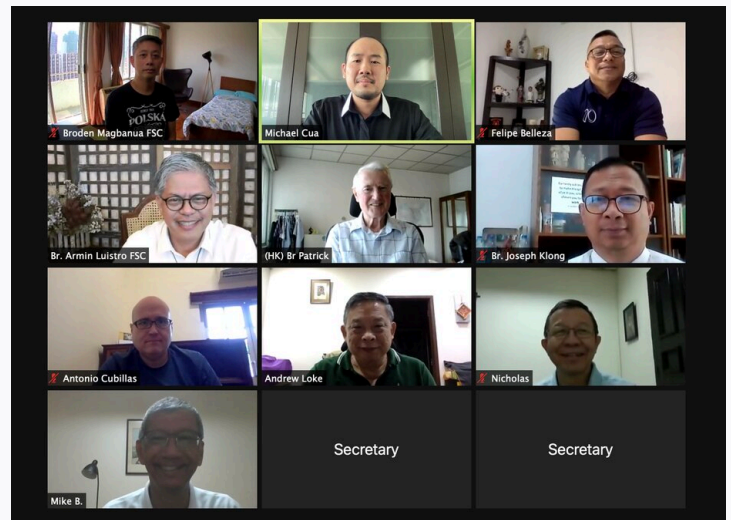 POLSKA
Broden Magbanua FSC
Michael Cua
Felipe Belleza
Br. Armin Luistro FSC
(HK) Br Patrick
Br. Joseph Klong
Antonio Cubillas
Andrew Loke
Nicholas
Mike B.
Secretary
Secretary